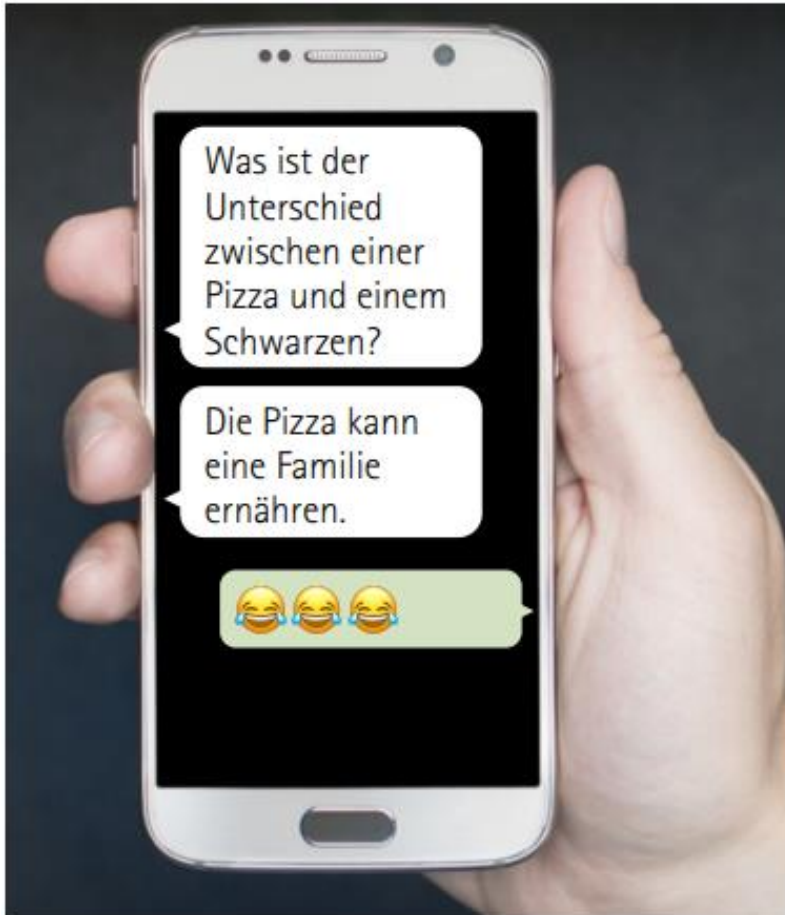 Was ist der
Unterschied
zwischen einer
Pizza und einem
Schwarzen?
Die Pizza kann
eine Familie
ernähren.
😂😂😂